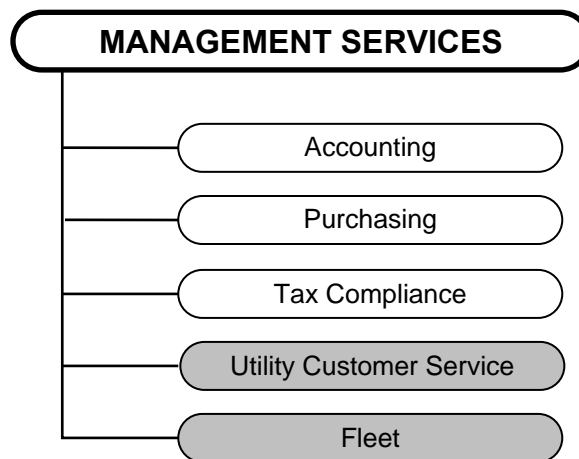 MANAGEMENT SERVICES
Accounting
Purchasing
Tax Compliance
Utility Customer Service
Fleet